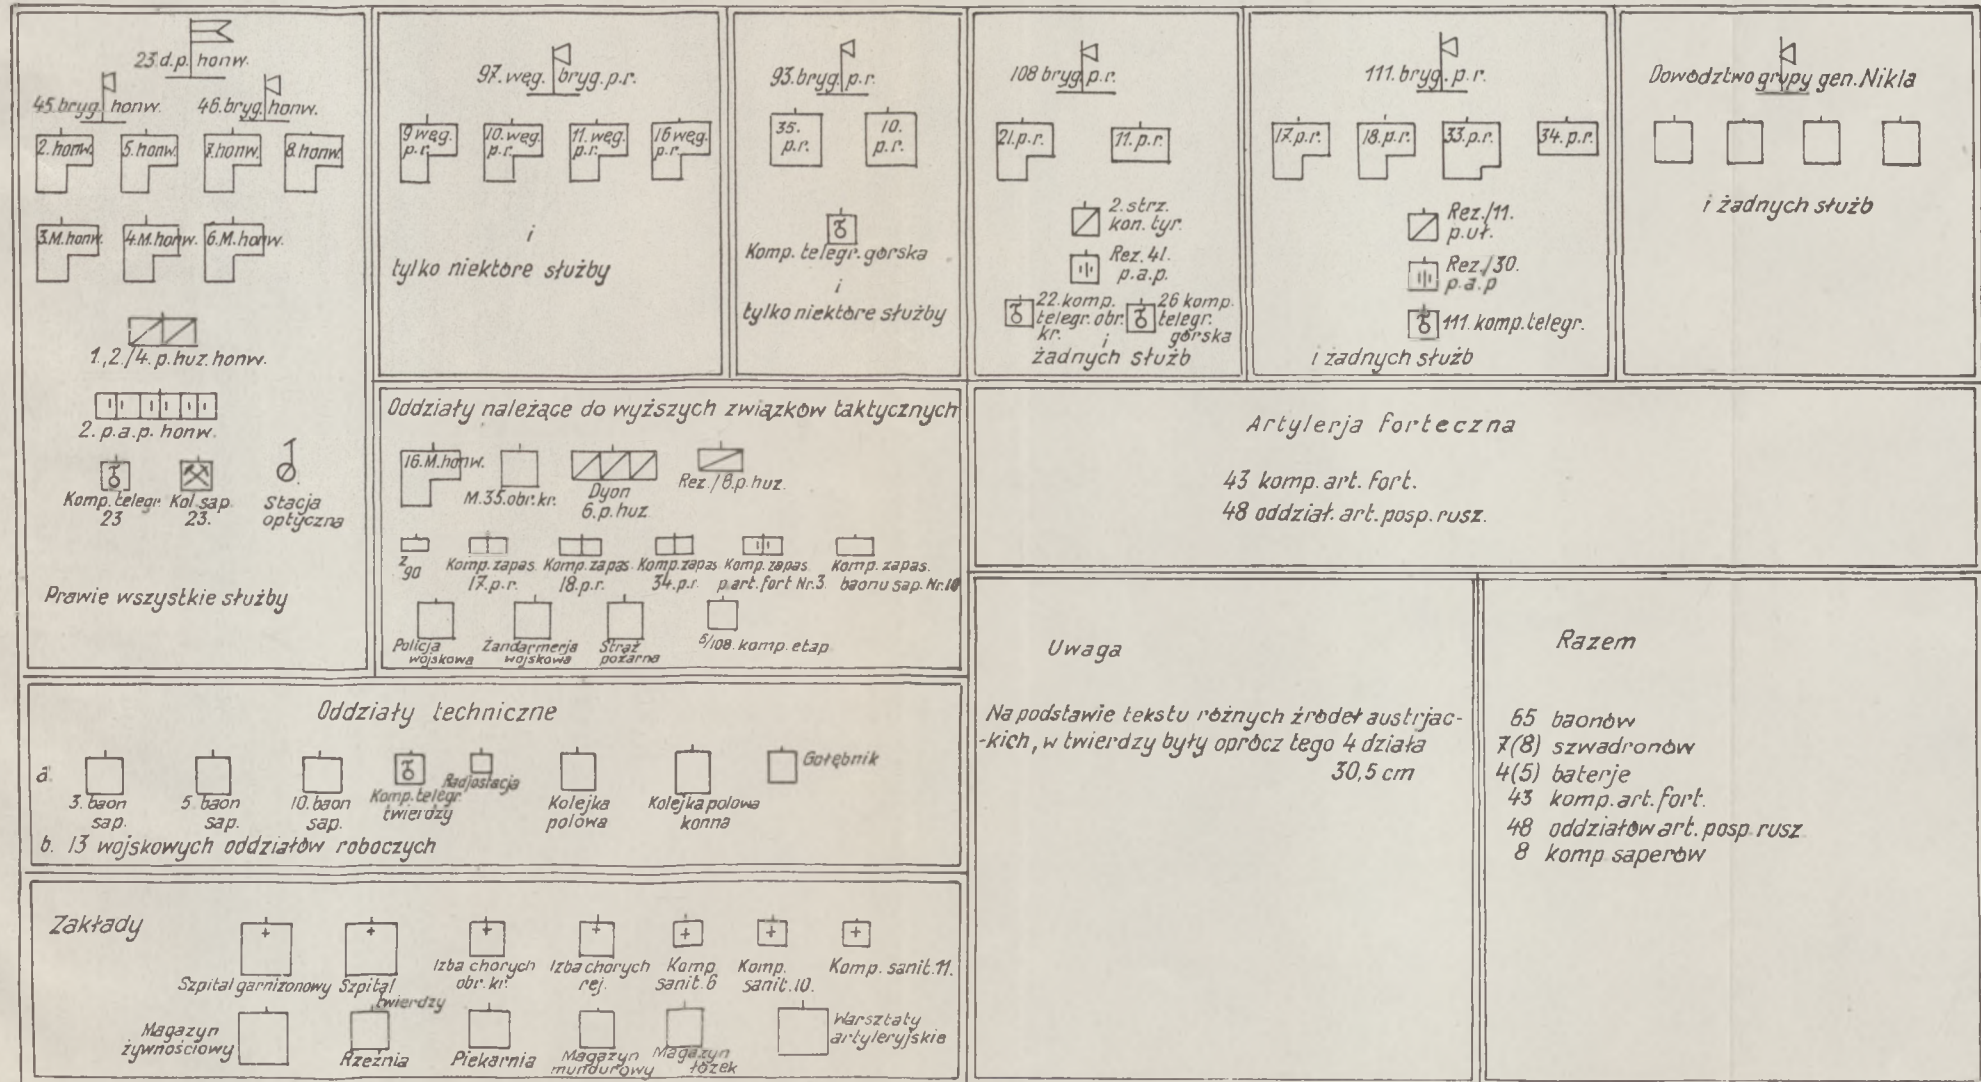 23.d.p. honw.
45.bryg. honw.
46.bryg. honw.
2. honw.
5. honw.
7. honw.
8. honw.
3.M. honw.
4.M. honw.
6.M. honw.
1.,2./4. p. huz. honw.
2. p.a.p. honw.
Komp. telegr.
23
Kol. sap.
23.
Stacja
optyczna
Prawie wszystkie służby
97. węg. bryg. p.r.
9 węg.
p.r.
10. węg.
p.r.
11. węg.
p.r.
16 węg.
p.r.
i
tylko niektóre służby
93. bryg. p.r.
35.
p.r.
10.
p.r.
Komp. telegr. górska
i
tylko niektóre służby
108 bryg. p.r.
21. p.r.
11. p.r.
2. strz.
kon. tyr.
Rez. 41.
p.a.p.
22. komp.
telegr. obr.
kr.
26 komp.
telegr.
górska
i
żadnych służb
111. bryg. p.r.
17. p.r.
18. p.r.
33. p.r.
34. p.r.
Rez./11.
p. uł.
Rez./30.
p.a.p
111. komp. telegr.
i żadnych służb
Dowództwo grupy gen. Nikla
i żadnych służb
Oddziały należące do wyższych związków taktycznych
16. M. honw.
M. 35. obr. kr.
Dyon
6. p. huz
Rez./8. p. huz.
Z
90
Komp. zapas.
17. p.r.
Komp. zapas.
18. p.r.
Komp. zapas
34. p.r.
Komp. zapas
p. art. fort Nr. 3.
Komp. zapas.
baonu sap. Nr. 10
Policja
wojskowa
Żandarmerja
wojskowa
Straż
pożarna
5/108. komp. etap
Artylerja forteczna
43 komp. art. fort.
48 oddział. art. posp. rusz.
Oddziały techniczne
a.
3. baon
sap.
5. baon
sap.
10. baon
sap.
Komp. telegr.
twierdzy
Radjostacja
Kolejka
polowa
Kolejka polowa
konna
Gołębnik
b. 13 wojskowych oddziałów roboczych
Uwaga
Na podstawie tekstu różnych źródeł austrjac-
-kich, w twierdzy były oprócz tego 4 działa
30,5 cm
Razem
65 baonów
7(8) szwadronów
4(5) baterje
43 komp. art. fort.
48 oddziałów art. posp. rusz
8 komp saperów
Zakłady
Szpital garnizonowy
Szpital
twierdzy
Izba chorych
obr. kr.
Izba chorych
rej.
Komp
sanit. 6
Komp.
sanit. 10.
Komp. sanit. 11.
Magazyn
żywnościowy
Rzeźnia
Piekarnia
Magazyn
mundurowy
Magazyn
łóżek
Warsztaty
artyleryjskie